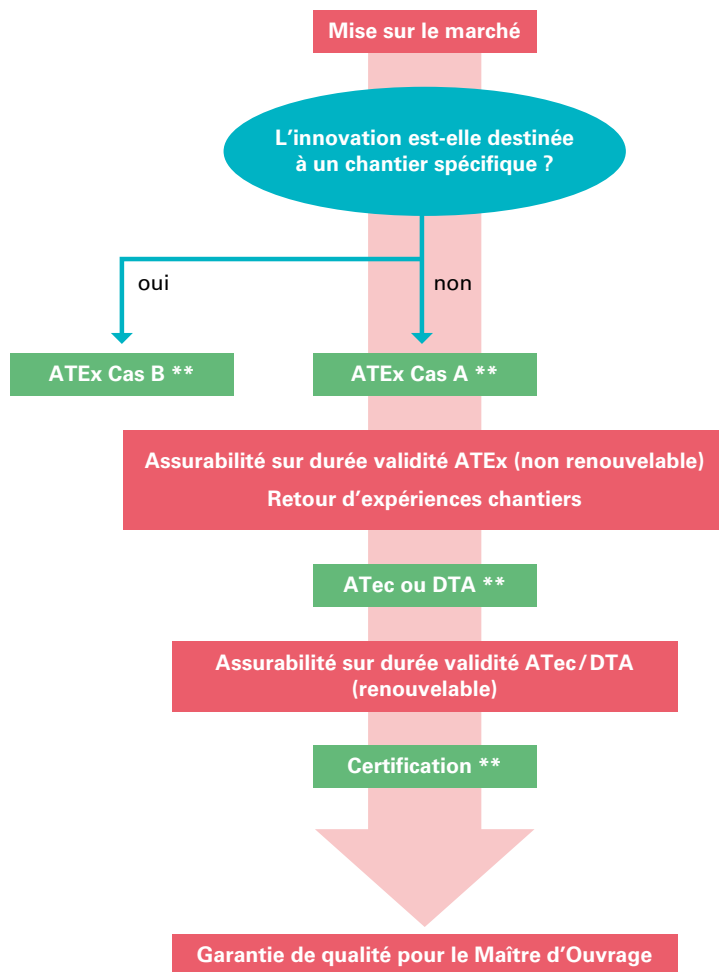 Mise sur le marché
L'innovation est-elle destinée
à un chantier spécifique ?
oui
non
ATEx Cas B **
ATEx Cas A **
Assurabilité sur durée validité ATEx (non renouvelable)
Retour d'expériences chantiers
ATec ou DTA **
Assurabilité sur durée validité ATec/DTA
(renouvelable)
Certification **
Garantie de qualité pour le Maître d'Ouvrage